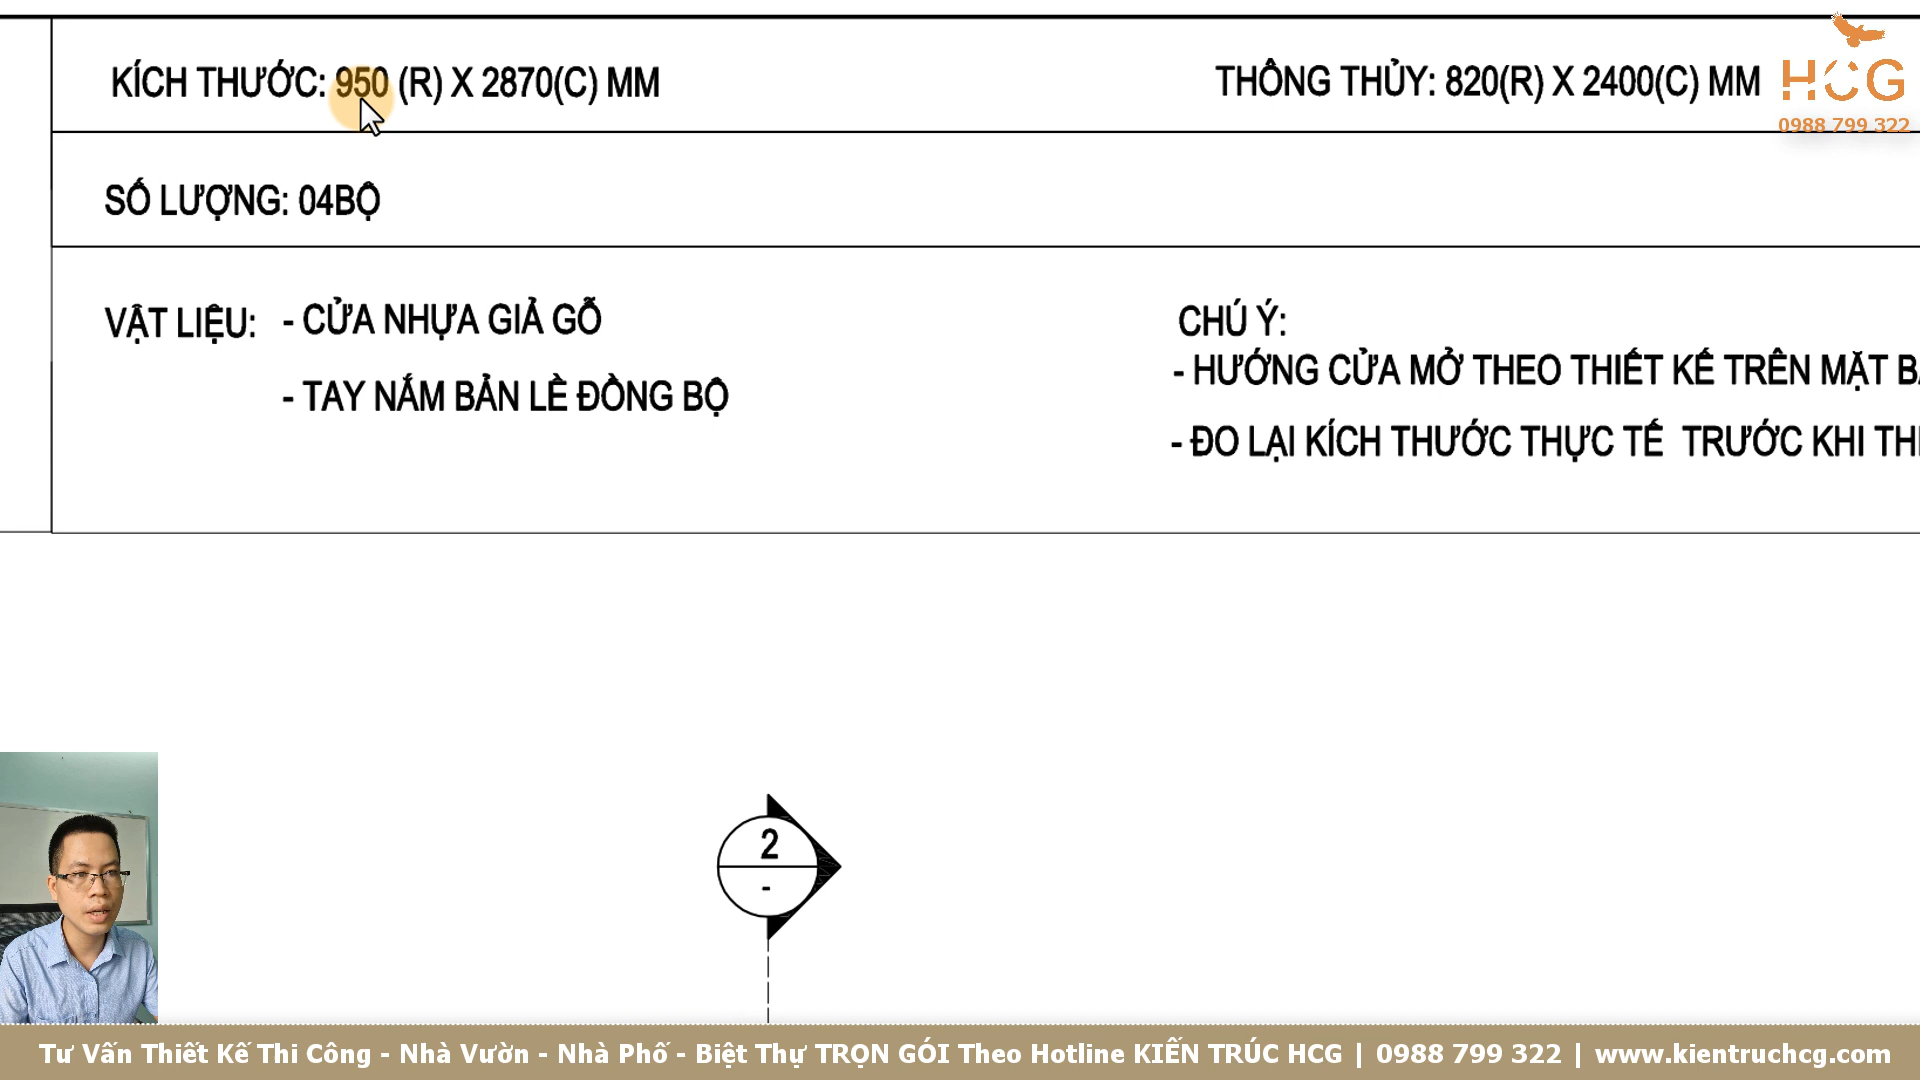 KÍCH THƯỚC: 950 (R) X 2870(C) MM
THÔNG THỦY: 820(R) X 2400(C) MM
HCG
0988 799 322
SỐ LƯỢNG: 04BỘ
VẬT LIỆU: - CỬA NHỰA GIẢ GỖ
- TAY NẮM BẢN LỀ ĐỒNG BỘ
CHÚ Ý:
- HƯỚNG CỬA MỞ THEO THIẾT KẾ TRÊN MẶT
- ĐO LẠI KÍCH THƯỚC THỰC TẾ TRƯỚC KHI
2
-
Tư Vấn Thiết Kế Thi Công - Nhà Vườn - Nhà Phố - Biệt Thự TRỌN GÓI Theo Hotline KIẾN TRÚC HCG | 0988 799 322 | www.kientruchcg.com